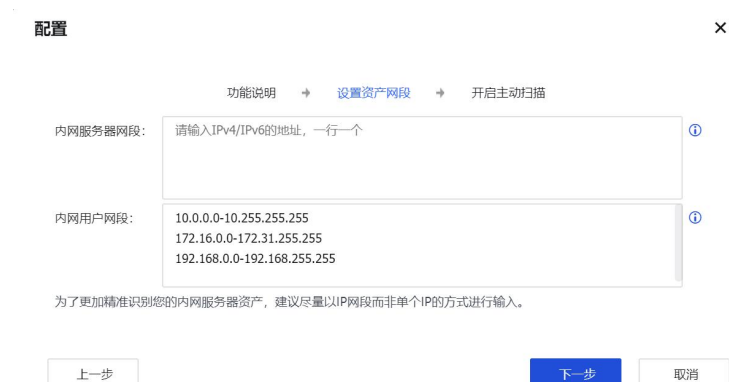 配置
功能说明 → 设置资产网段 → 开启主动扫描
内网服务器网段： 请输入IPv4/IPv6的地址，一行一个
内网用户网段： 10.0.0.0-10.255.255.255
172.16.0.0-172.31.255.255
192.168.0.0-192.168.255.255
为了更加精准识别您的内网服务器资产，建议尽量以IP网段而非单个IP的方式进行输入。
上一步 下一步 取消